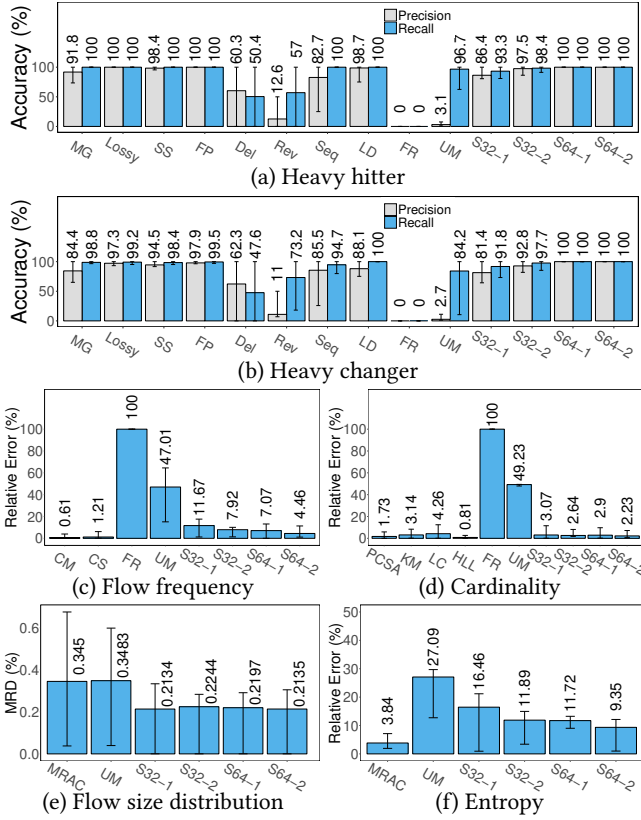 Accuracy (%)
100
50
0
Precision
Recall
91.8 100 100 100 98.4 100 100 100 60.3 50.4 12.6 57 82.7 100 98.7 100 0 0 3.1 96.7 86.4 93.3 97.5 98.4 100 100 100 100
MG Lossy SS FP Del Rev Seq LD FR UM S32-1 S32-2 S64-1 S64-2
(a) Heavy hitter
Accuracy (%)
100
50
0
Precision
Recall
84.4 98.8 97.3 99.2 94.5 98.4 97.9 99.5 62.3 47.6 11 73.2 85.5 94.7 88.1 100 0 0 2.7 84.2 81.4 91.8 92.8 97.7 100 100 100 100
MG Lossy SS FP Del Rev Seq LD FR UM S32-1 S32-2 S64-1 S64-2
(b) Heavy changer
Relative Error (%)
100
80
60
40
20
0
0.61 1.21 100 47.01 11.67 7.92 7.07 4.46
CM CS FR UM S32-1 S32-2 S64-1 S64-2
(c) Flow frequency
Relative Error (%)
100
80
60
40
20
0
1.73 3.14 4.26 0.81 100 49.23 3.07 2.64 2.9 2.23
PCSA KM LC HLL FR UM S32-1 S32-2 S64-1 S64-2
(d) Cardinality
MRD (%)
0.6
0.4
0.2
0.0
0.345 0.3483 0.2134 0.2244 0.2197 0.2135
MRAC UM S32-1 S32-2 S64-1 S64-2
(e) Flow size distribution
Relative Error (%)
50
40
30
20
10
0
3.84 27.09 16.46 11.89 11.72 9.35
MRAC UM S32-1 S32-2 S64-1 S64-2
(f) Entropy